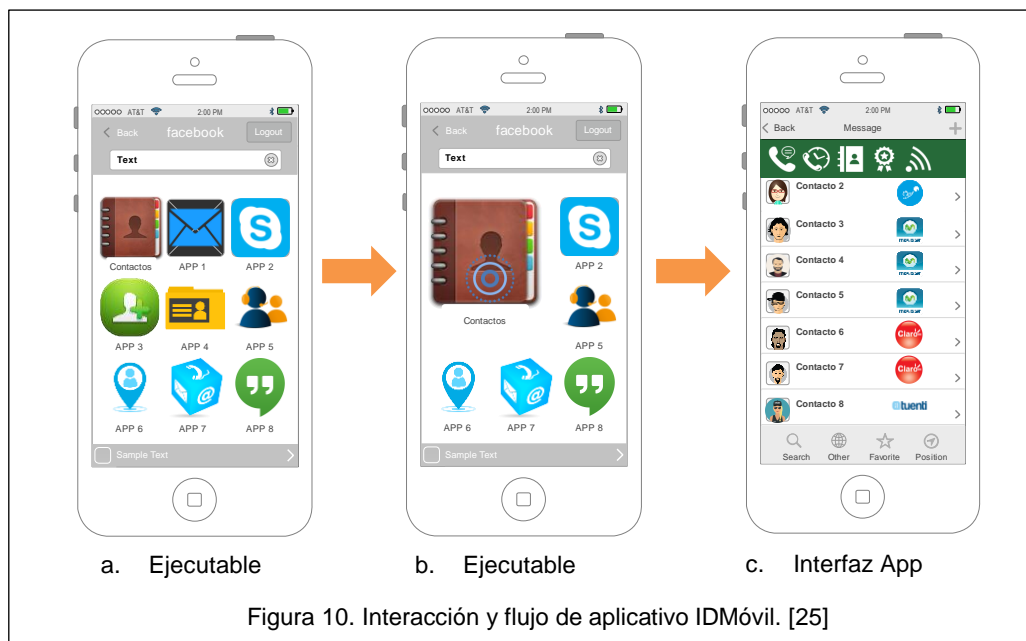 ooooo AT&T 2:00 PM
Back facebook Logout
Text
Contactos APP 1 APP 2
APP 3 APP 4 APP 5
APP 6 APP 7 APP 8
Sample Text
a. Ejecutable
ooooo AT&T 2:00 PM
Back facebook Logout
Text
APP 2
Contactos
APP 5
APP 6 APP 7 APP 8
Sample Text
b. Ejecutable
ooooo AT&T 2:00 PM
Back Message
Contacto 2
Contacto 3 movistar
Contacto 4 movistar
Contacto 5 movistar
Contacto 6 Claro
Contacto 7 Claro
Contacto 8 tuenti
Search Other Favorite Position
c. Interfaz App
Figura 10. Interacción y flujo de aplicativo IDMóvil. [25]